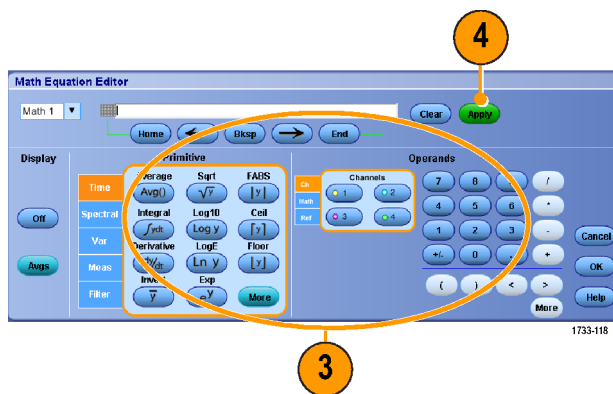 4
Math Equation Editor
Math 1
Clear
Apply
Home
Bksp
End
Display
Primitive
Operands
Off
Avgs
Time
Spectral
Var
Meas
Filter
Average
Sqrt
FABS
Avg()
√y
|y|
Integral
Log10
Ceil
∫ydt
Log y
⌈y⌉
Derivative
LogE
Floor
dy/dt
Ln y
⌊y⌋
Invert
Exp
y
e^y
More
Ch
Math
Ref
Channels
1
2
3
4
7
8
/
4
5
6
*
1
2
3
-
+/-
0
.
+
(
)
<
>
More
Cancel
OK
Help
1733-118
3